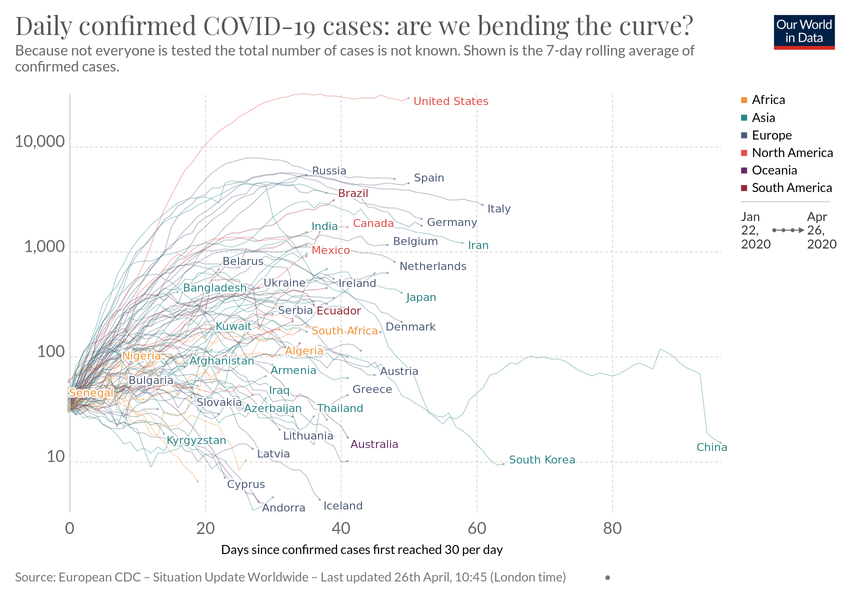 Daily confirmed COVID-19 cases: are we bending the curve?
Because not everyone is tested the total number of cases is not known. Shown is the 7-day rolling average of
confirmed cases.
Our World
in Data
United States
Africa
Asia
Europe
North America
Oceania
South America
Jan
22,
2020
Apr
26,
2020
10,000
1,000
100
10
Russia
Spain
Brazil
Italy
India
Canada
Germany
Belgium
Iran
Mexico
Belarus
Netherlands
Bangladesh
Ukraine
Ireland
Japan
Serbia
Ecuador
Kuwait
South Africa
Denmark
Nigeria
Algeria
Afghanistan
Armenia
Austria
Bulgaria
Senegal
Iraq
Greece
Slovakia
Azerbaijan
Thailand
Lithuania
Kyrgyzstan
Australia
Latvia
South Korea
China
Cyprus
Andorra
Iceland
0
20
40
60
80
Days since confirmed cases first reached 30 per day
Source: European CDC – Situation Update Worldwide – Last updated 26th April, 10:45 (London time)